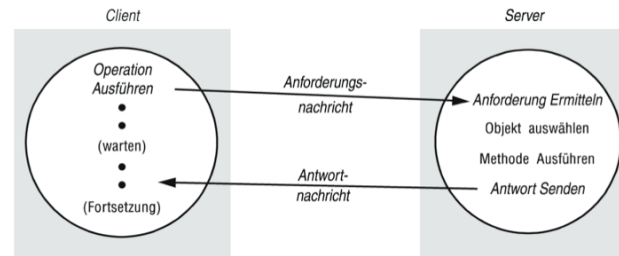 Client
Server
Operation
Ausführen
(warten)
(Fortsetzung)
Anforderungs-
nachricht
Antwort-
nachricht
Anforderung Ermitteln
Objekt auswählen
Methode Ausführen
Antwort Senden